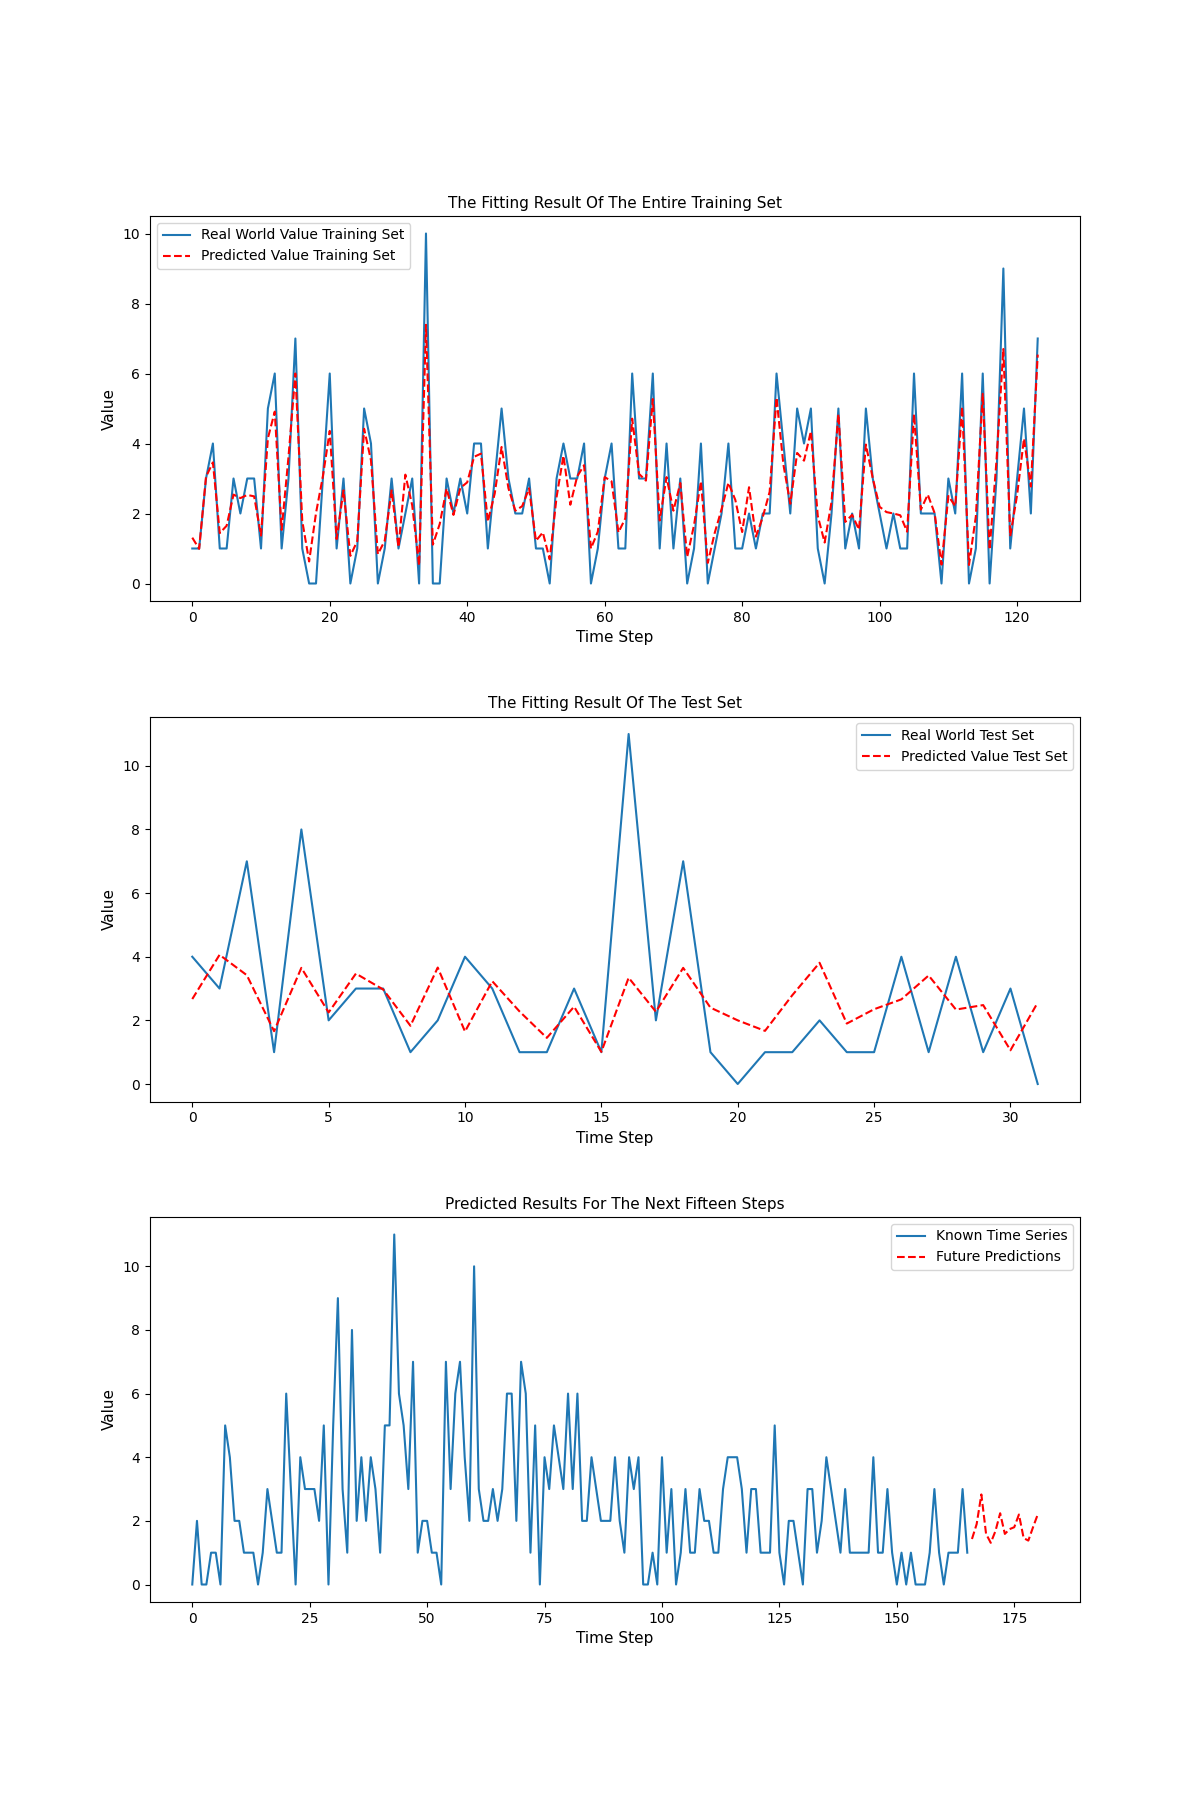 The Fitting Result Of The Entire Training Set
Real World Value Training Set
Predicted Value Training Set
Value
10
8
6
4
2
0
0 20 40 60 80 100 120
Time Step
The Fitting Result Of The Test Set
Real World Test Set
Predicted Value Test Set
Value
10
8
6
4
2
0
0 5 10 15 20 25 30
Time Step
Predicted Results For The Next Fifteen Steps
Known Time Series
Future Predictions
Value
10
8
6
4
2
0
0 25 50 75 100 125 150 175
Time Step